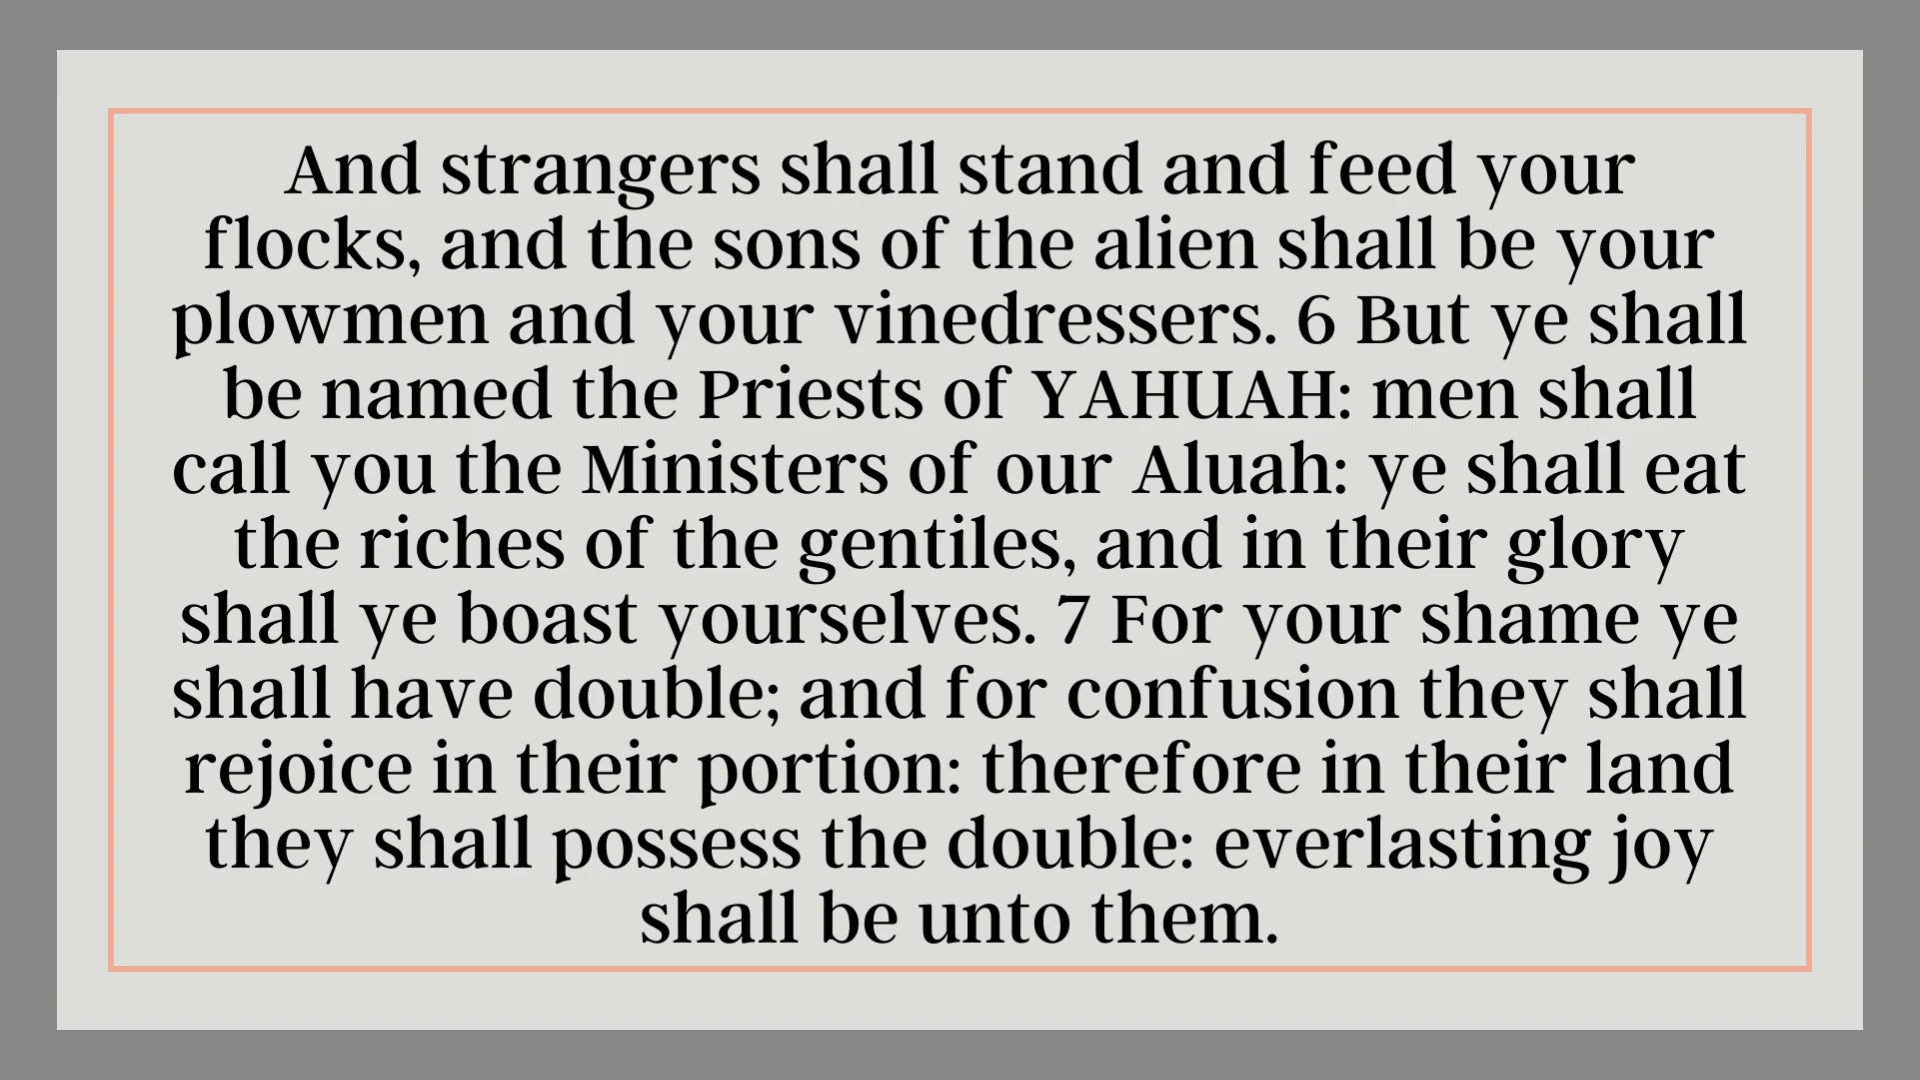 And strangers shall stand and feed your
flocks, and the sons of the alien shall be your
plowmen and your vinedressers. 6 But ye shall
be named the Priests of YAHUAH: men shall
call you the Ministers of our Aluah: ye shall eat
the riches of the gentiles, and in their glory
shall ye boast yourselves. 7 For your shame ye
shall have double; and for confusion they shall
rejoice in their portion: therefore in their land
they shall possess the double: everlasting joy
shall be unto them.